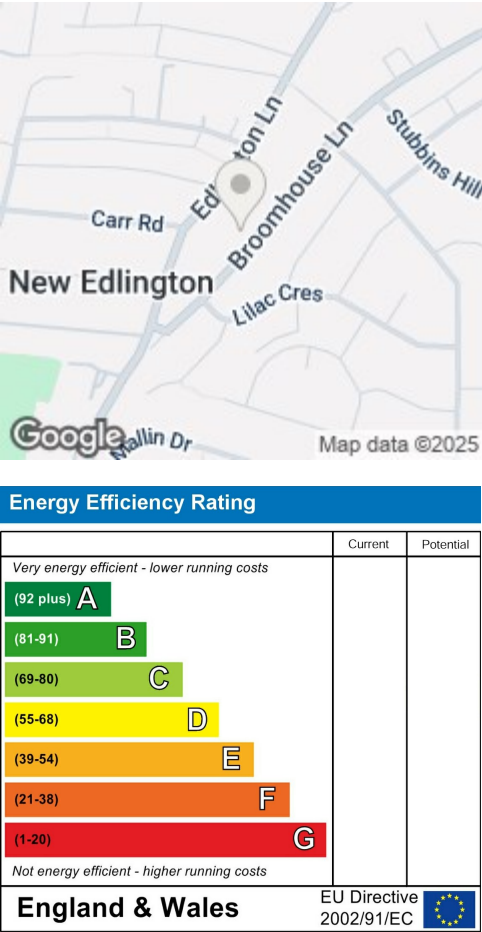 Edlington Ln
Broomhouse Ln
Stubbins Hill
Carr Rd
New Edlington
Lilac Cres
Mallin Dr
Google
Map data ©2025
Energy Efficiency Rating
Current Potential
Very energy efficient - lower running costs
(92 plus) A
(81-91) B
(69-80) C
(55-68) D
(39-54) E
(21-38) F
(1-20) G
Not energy efficient - higher running costs
England & Wales
EU Directive
2002/91/EC